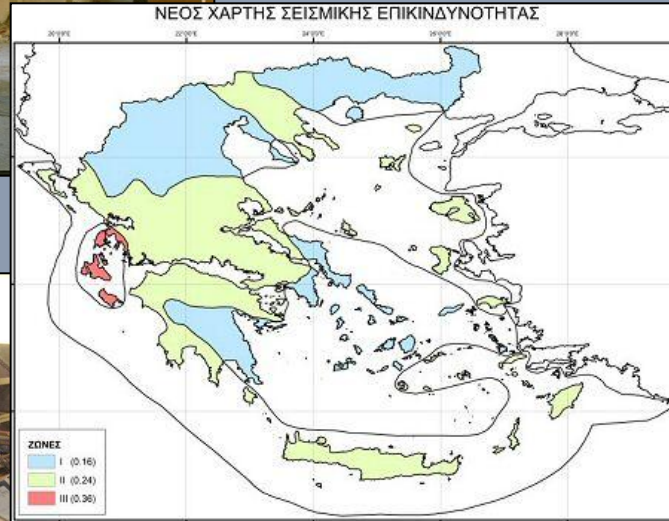 ΝΕΟΣ ΧΑΡΤΗΣ ΣΕΙΣΜΙΚΗΣ ΕΠΙΚΙΝΔΥΝΟΤΗΤΑΣ
ΖΩΝΕΣ
I (0.16)
II (0.24)
III (0.36)